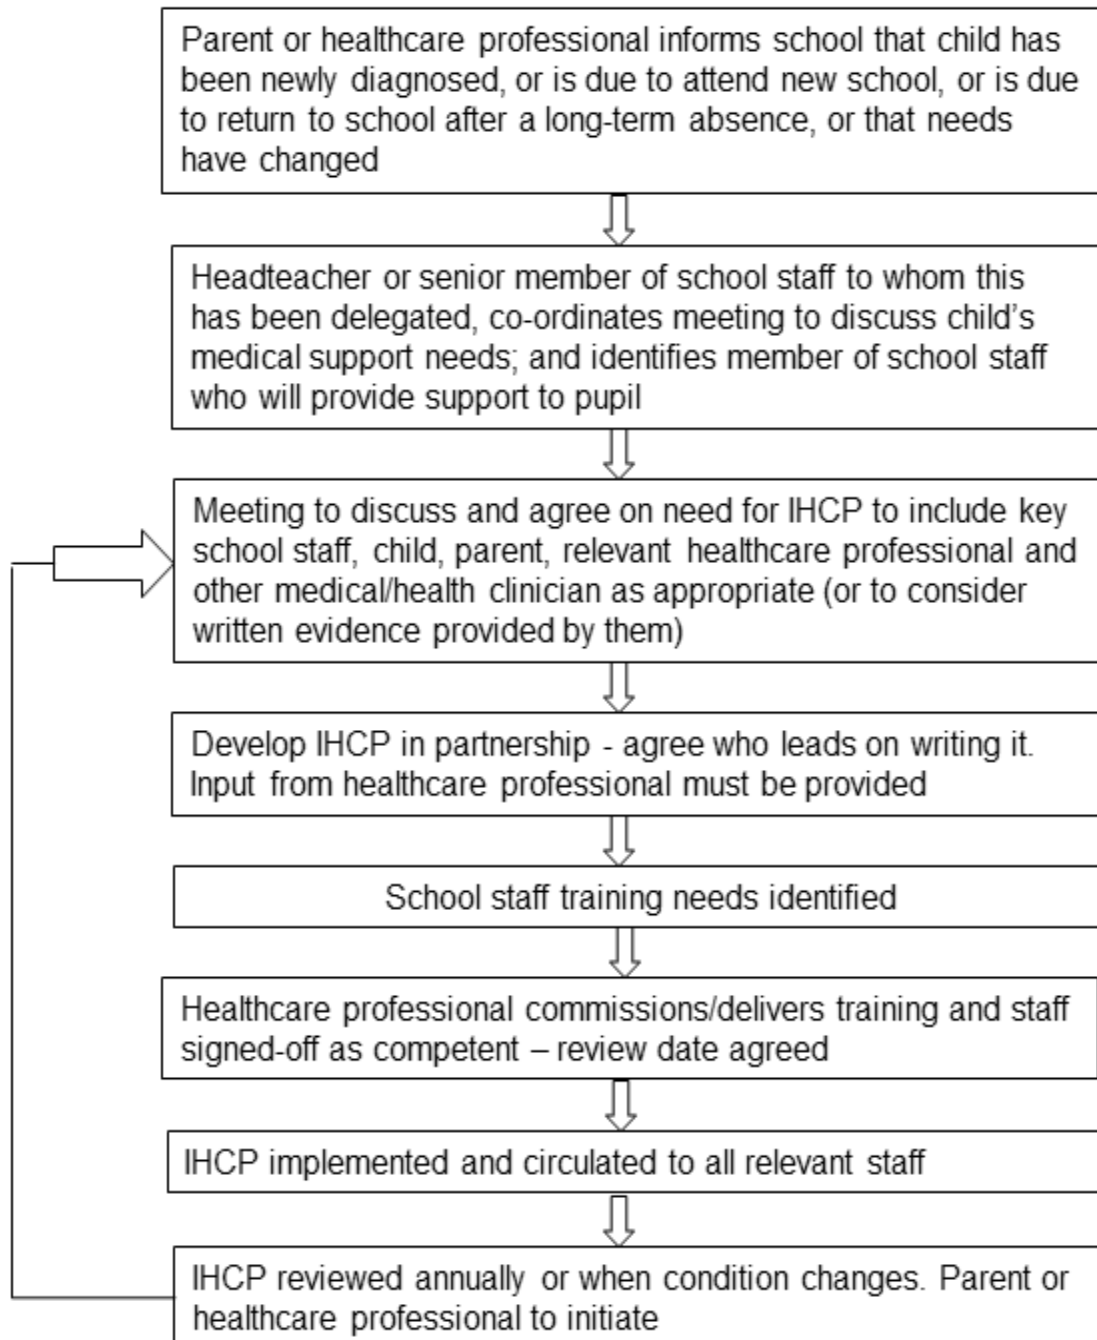 Parent or healthcare professional informs school that child has
been newly diagnosed, or is due to attend new school, or is due
to return to school after a long-term absence, or that needs
have changed
Headteacher or senior member of school staff to whom this
has been delegated, co-ordinates meeting to discuss child's
medical support needs; and identifies member of school staff
who will provide support to pupil
Meeting to discuss and agree on need for IHCP to include key
school staff, child, parent, relevant healthcare professional and
other medical/health clinician as appropriate (or to consider
written evidence provided by them)
Develop IHCP in partnership - agree who leads on writing it.
Input from healthcare professional must be provided
School staff training needs identified
Healthcare professional commissions/delivers training and staff
signed-off as competent – review date agreed
IHCP implemented and circulated to all relevant staff
IHCP reviewed annually or when condition changes. Parent or
healthcare professional to initiate